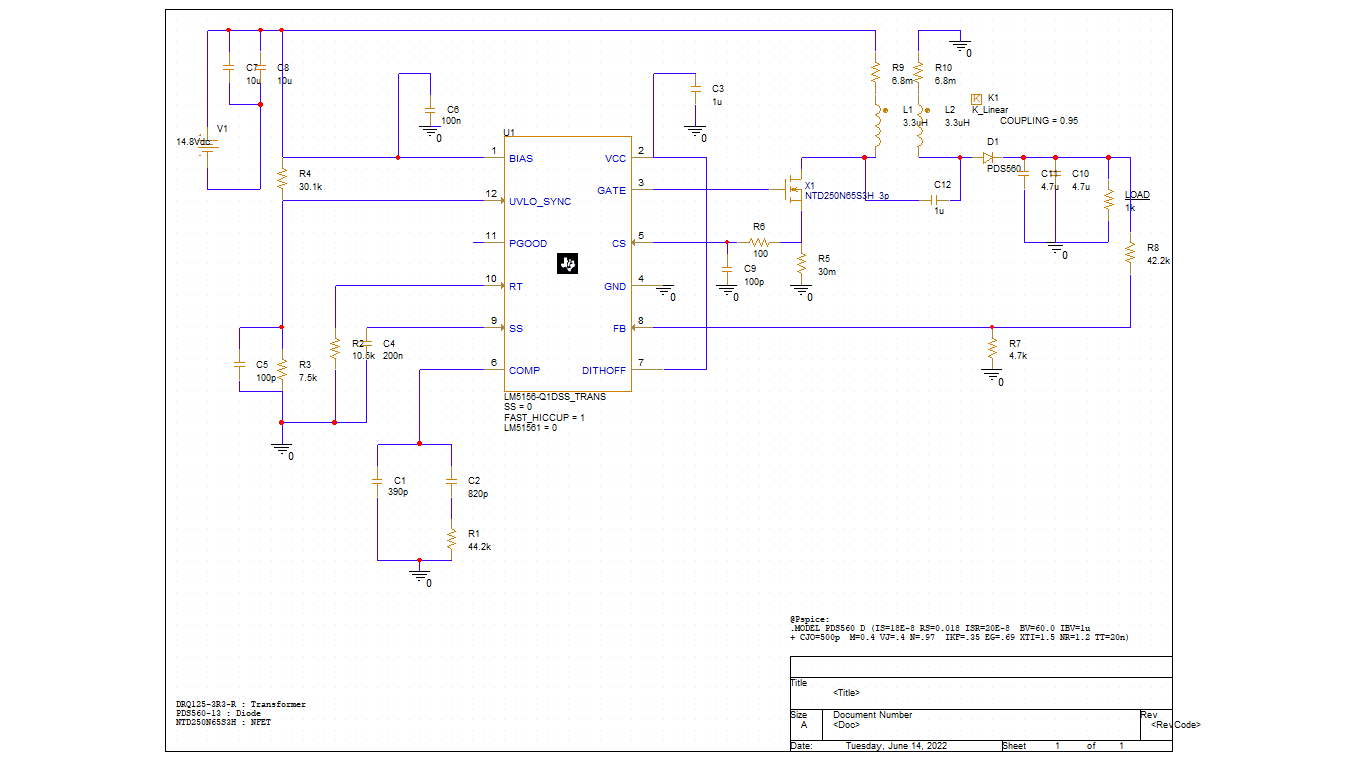 C7
10u
C8
10u
V1
14.8Vdc
R4
30.1k
C6
100n
0
C3
1u
0
U1
1 BIAS
12 UVLO_SYNC
11 PGOOD
10 RT
9 SS
6 COMP
VCC 2
GATE 3
CS 5
GND 4
FB 8
DITHOFF 7
LM5156-Q1DSS_TRANS
SS = 0
FAST_HICCUP = 1
LM51561 = 0
0
R9
6.8m
R10
6.8m
0
L1
3.3uH
L2
3.3uH
K K1
K_Linear
COUPLING = 0.95
D1
PDS560
X1
NTD250N65S3H_3p
C12
1u
C11
4.7u
C10
4.7u
LOAD
1k
0
R8
42.2k
R6
100
C9
100p
0
R5
30m
0
R7
4.7k
0
C5
100p
R3
7.5k
R2
10.5k
C4
200n
0
C1
390p
C2
820p
R1
44.2k
0
@Pspice:
.MODEL PDS560 D (IS=18E-8 RS=0.018 ISR=20E-8 BV=60.0 IBV=1u
+ CJO=500p M=0.4 VJ=.4 N=.97 IKF=.35 EG=.69 XTI=1.5 NR=1.2 TT=20n)
DRQ125-3R3-R : Transformer
PDS560-13 : Diode
NTD250N65S3H : NFET
Title
<Title>
Size
A
Document Number
<Doc>
Rev
<RevCode>
Date: Tuesday, June 14, 2022 Sheet 1 of 1